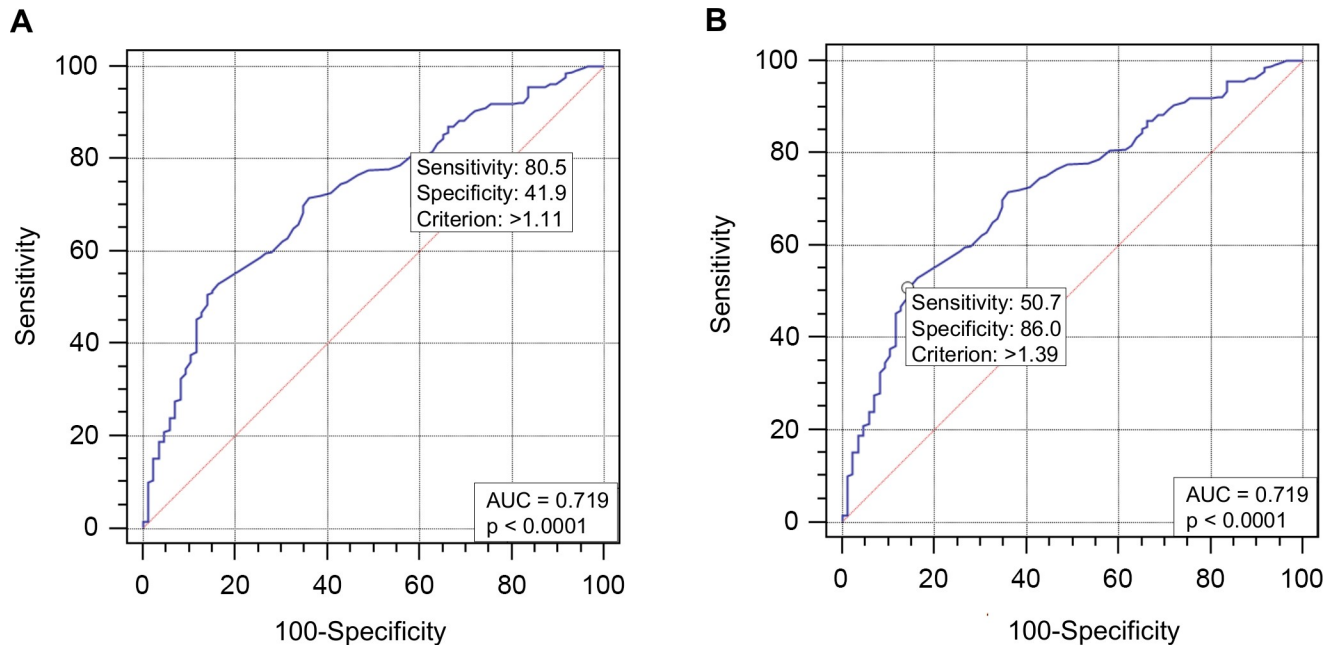 A
Sensitivity
100
80
60
40
20
0
Sensitivity: 80.5
Specificity: 41.9
Criterion: >1.11
AUC = 0.719
p < 0.0001
0 20 40 60 80 100
100-Specificity
B
Sensitivity
100
80
60
40
20
0
Sensitivity: 50.7
Specificity: 86.0
Criterion: >1.39
AUC = 0.719
p < 0.0001
0 20 40 60 80 100
100-Specificity